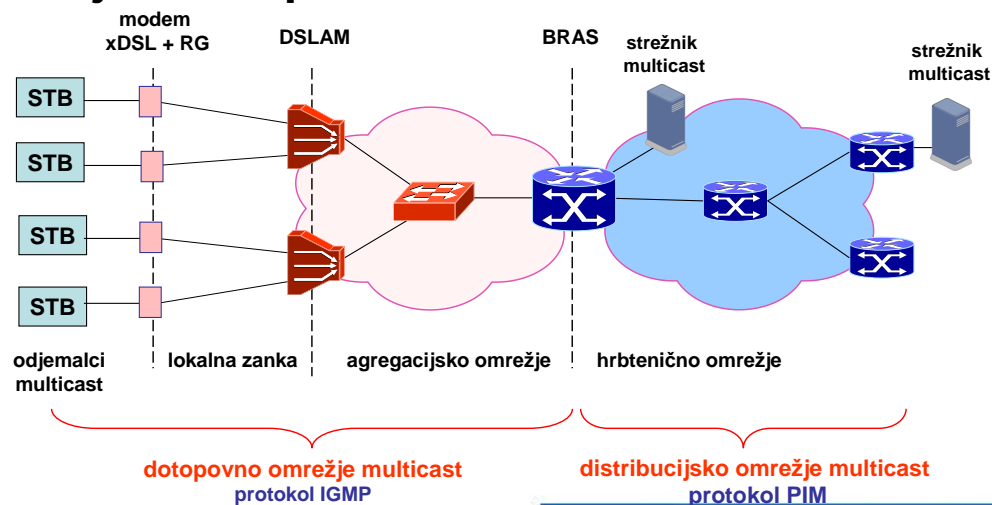 modem
xDSL + RG
DSLAM
BRAS
strežnik
multicast
strežnik
multicast
STB
STB
STB
STB
odjemalci
multicast
lokalna zanka
agregacijsko omrežje
hrbtenično omrežje
dotopovno omrežje multicast
protokol IGMP
distribucijsko omrežje multicast
protokol PIM